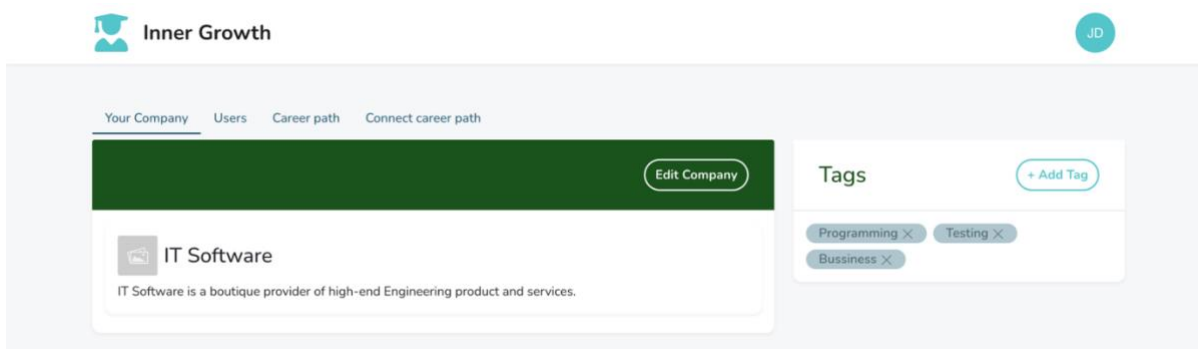 Inner Growth
JD
Your Company Users Career path Connect career path
Edit Company
IT Software
IT Software is a boutique provider of high-end Engineering product and services.
Tags
+ Add Tag
Programming × Testing ×
Bussiness ×